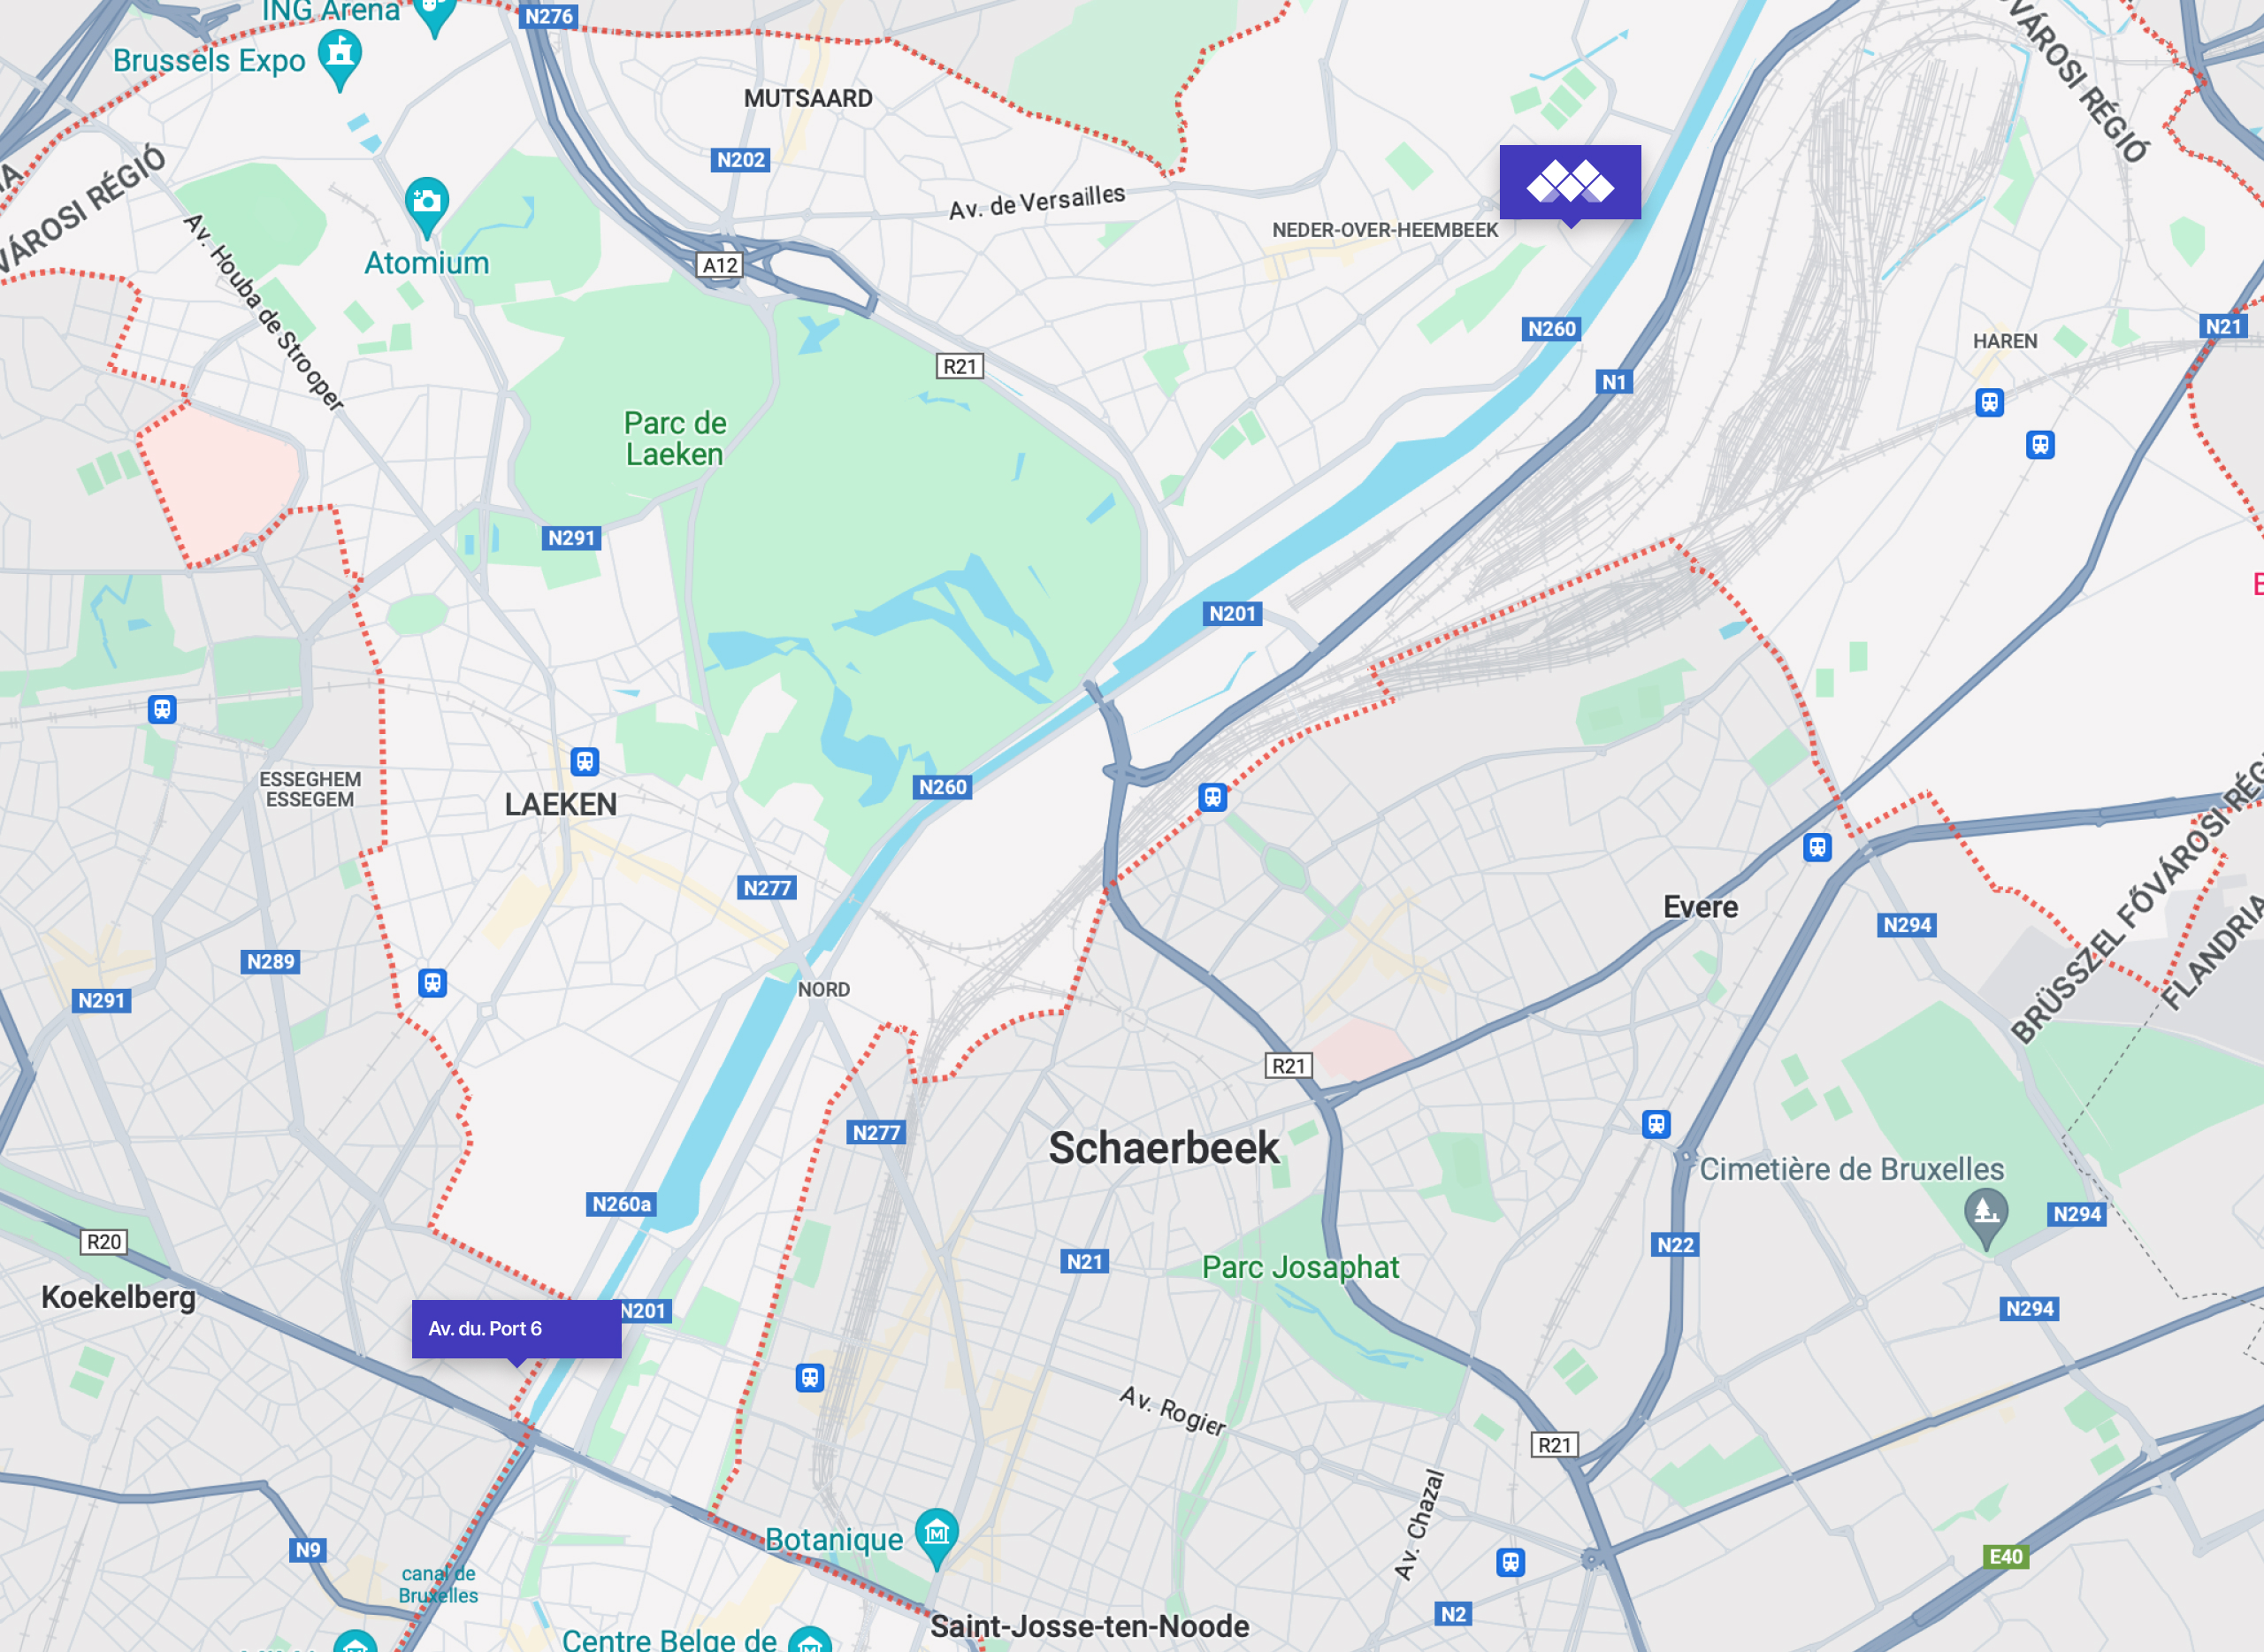 ING Arena
N276
Brussels Expo
MUTSAARD
VÁROSI RÉGIÓ
N202
Av. de Versailles
NEDER-OVER-HEEMBEEK
VÁROSI RÉGIÓ
Av. Houba de Strooper
Atomium
A12
N260
N21
HAREN
R21
N1
Parc de
Laeken
N291
N201
ESSEGHEM
ESSEGEM
LAEKEN
N260
N277
Evere
N294
BRÜSSZEL FŐVÁROSI RÉG
FLANDRIA
N289
N291
NORD
R21
N277
Schaerbeek
Cimetière de Bruxelles
N260a
N294
R20
N22
N21
Parc Josaphat
Koekelberg
N201
N294
Av. du. Port 6
Av. Rogier
R21
Av. Chazal
Botanique
N9
E40
canal de
Bruxelles
N2
Saint-Josse-ten-Noode
Centre Belge de